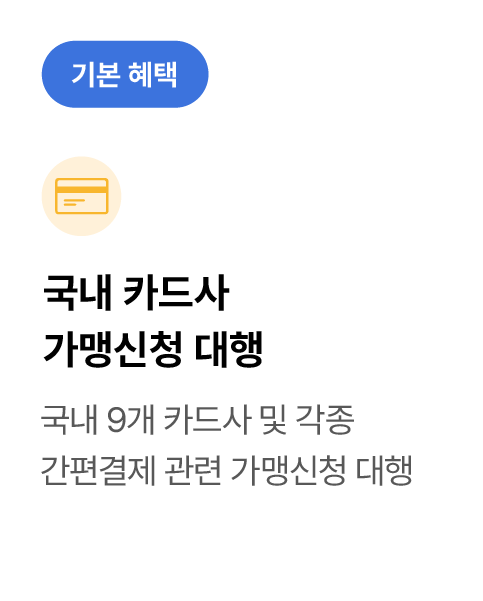 기본 혜택
국내 카드사
가맹신청 대행
국내 9개 카드사 및 각종
간편결제 관련 가맹신청 대행